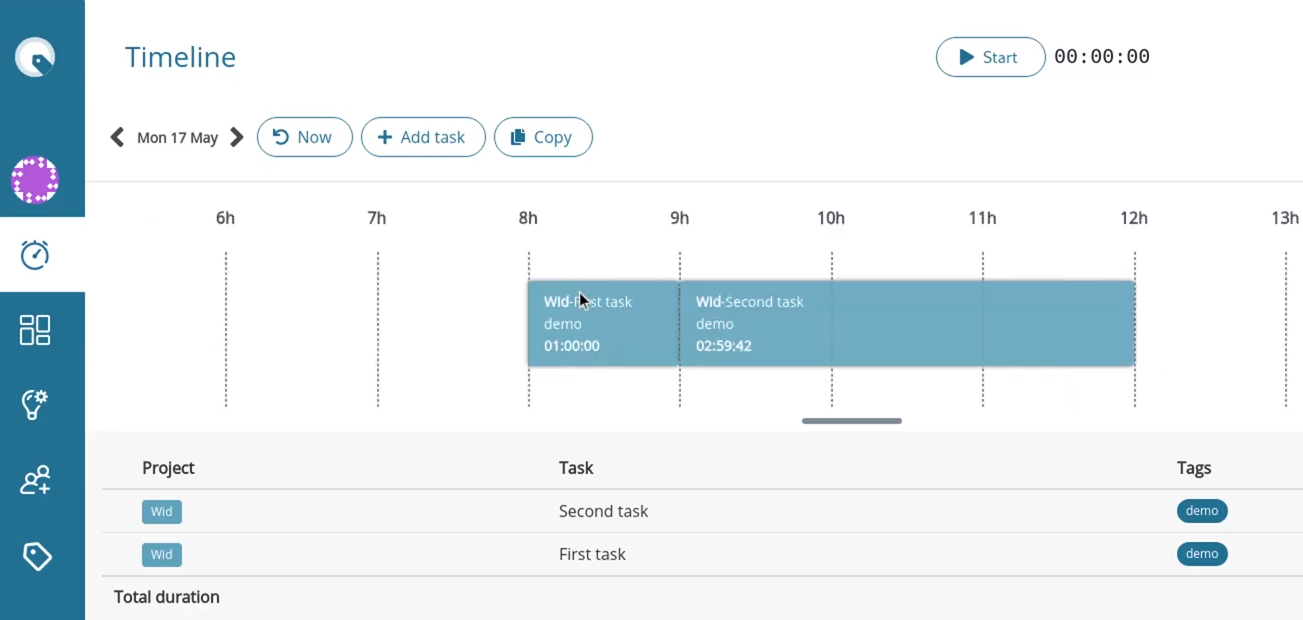 Timeline
Start 00:00:00
Mon 17 May Now Add task Copy
6h 7h 8h 9h 10h 11h 12h 13h
Wid-First task
demo
01:00:00
Wid-Second task
demo
02:59:42
Project Task Tags
Wid Second task demo
Wid First task demo
Total duration